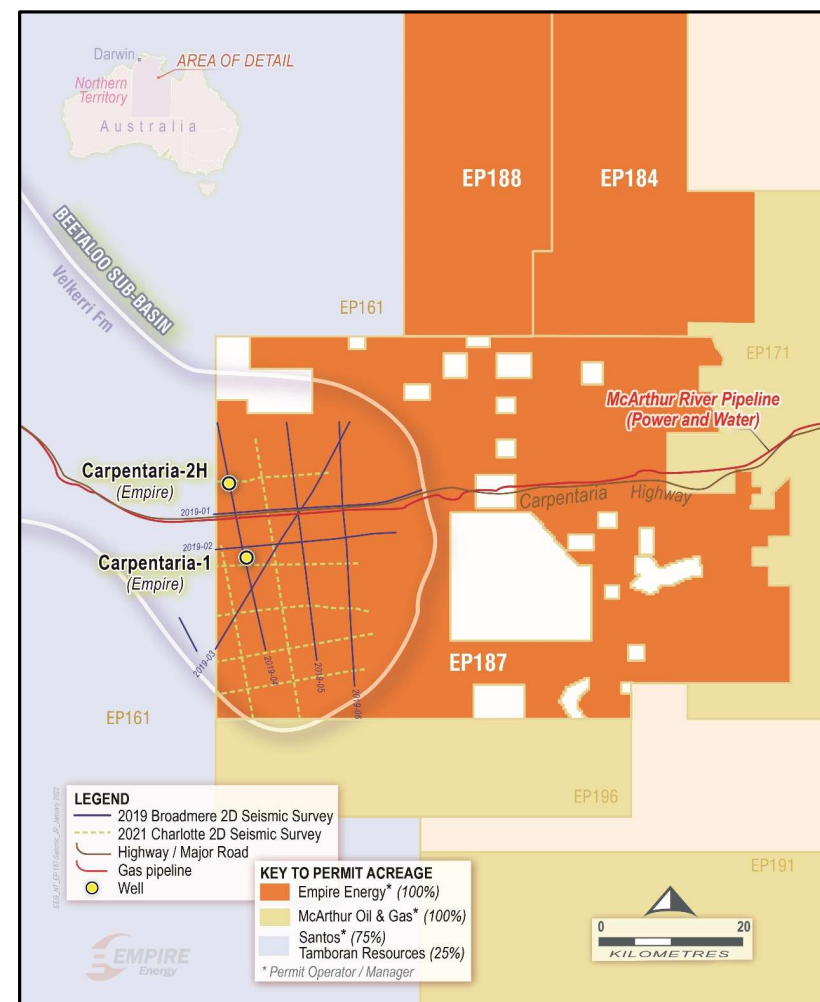 Darwin
AREA OF DETAIL
Northern
Territory
Australia
EP188
EP184
BEETALOO SUB-BASIN
Velkerri Fm
EP161
EP171
McArthur River Pipeline
(Power and Water)
Carpentaria-2H
(Empire)
Carpentaria Highway
2019-01
2019-02
Carpentaria-1
(Empire)
2019-03
2019-04
2019-05
2019-06
EP187
EP161
EP196
EP191
LEGEND
2019 Broadmere 2D Seismic Survey
2021 Charlotte 2D Seismic Survey
Highway / Major Road
Gas pipeline
Well
KEY TO PERMIT ACREAGE
Empire Energy* (100%)
McArthur Oil & Gas* (100%)
Santos* (75%)
Tamboran Resources (25%)
* Permit Operator / Manager
0 20
KILOMETRES
EMPIRE
Energy